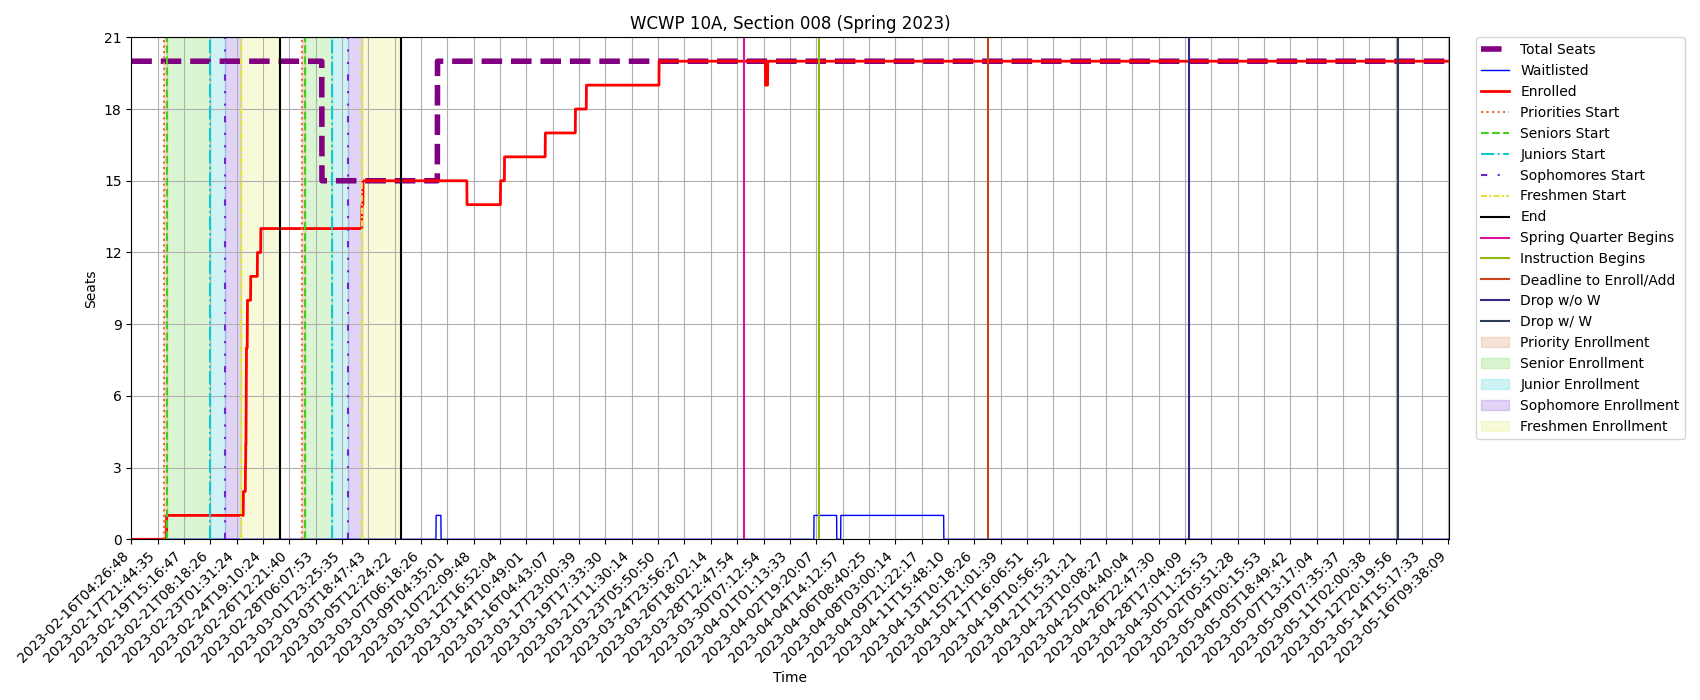 WCWP 10A, Section 008 (Spring 2023)
Seats
21
18
15
12
9
6
3
0
2023-02-16T04:26:48
2023-02-17T21:44:35
2023-02-19T15:16:47
2023-02-21T08:18:26
2023-02-23T01:31:24
2023-02-24T19:10:24
2023-02-26T12:21:40
2023-02-28T06:07:53
2023-03-01T23:25:35
2023-03-03T18:47:43
2023-03-05T12:24:22
2023-03-07T06:18:26
2023-03-09T04:35:01
2023-03-10T22:09:48
2023-03-12T16:52:04
2023-03-14T10:49:01
2023-03-16T04:43:07
2023-03-17T23:00:39
2023-03-19T17:33:30
2023-03-21T11:30:14
2023-03-23T05:50:50
2023-03-24T23:56:27
2023-03-26T18:02:14
2023-03-28T12:47:54
2023-03-30T07:12:54
2023-04-01T01:13:33
2023-04-02T19:20:07
2023-04-04T14:12:57
2023-04-06T08:40:25
2023-04-08T03:00:14
2023-04-09T21:22:17
2023-04-11T15:48:10
2023-04-13T10:18:26
2023-04-15T21:01:39
2023-04-17T16:06:51
2023-04-19T10:56:52
2023-04-21T15:31:21
2023-04-23T10:08:27
2023-04-25T04:40:04
2023-04-26T22:47:30
2023-04-28T17:04:09
2023-04-30T11:25:53
2023-05-02T05:51:28
2023-05-04T00:15:53
2023-05-05T18:49:42
2023-05-07T13:17:04
2023-05-09T07:35:37
2023-05-11T02:00:38
2023-05-12T20:19:56
2023-05-14T15:17:33
2023-05-16T09:38:09
Time
Total Seats
Waitlisted
Enrolled
Priorities Start
Seniors Start
Juniors Start
Sophomores Start
Freshmen Start
End
Spring Quarter Begins
Instruction Begins
Deadline to Enroll/Add
Drop w/o W
Drop w/ W
Priority Enrollment
Senior Enrollment
Junior Enrollment
Sophomore Enrollment
Freshmen Enrollment